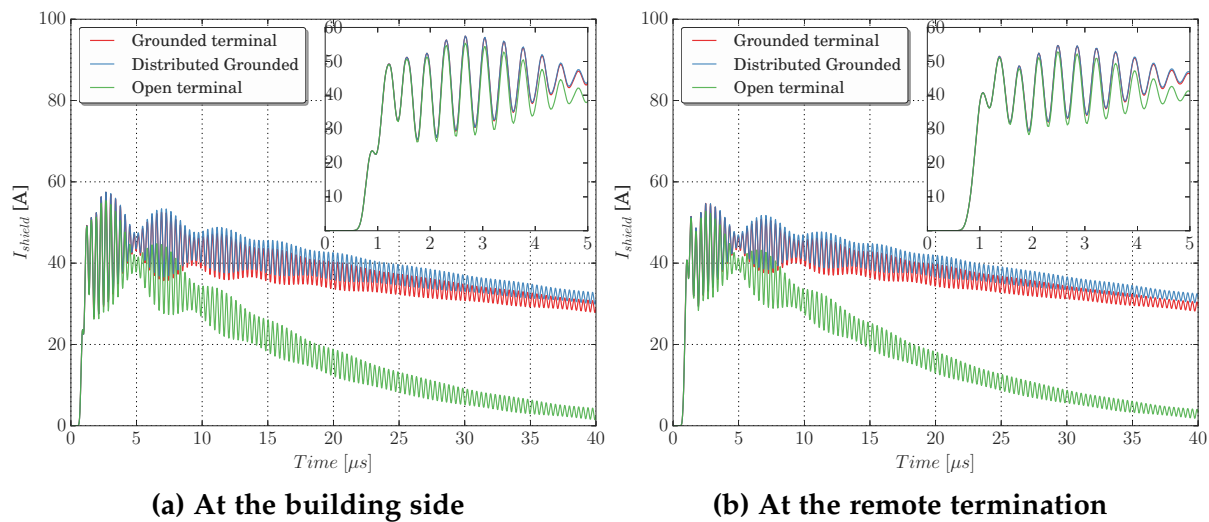 Grounded terminal
Distributed Grounded
Open terminal
100
80
60
40
20
0
I_shield [A]
60
50
40
30
20
10
0 1 2 3 4 5
0 5 10 15 20 25 30 35 40
Time [μs]
(a) At the building side
Grounded terminal
Distributed Grounded
Open terminal
100
80
60
40
20
0
I_shield [A]
60
50
40
30
20
10
0 1 2 3 4 5
0 5 10 15 20 25 30 35 40
Time [μs]
(b) At the remote termination